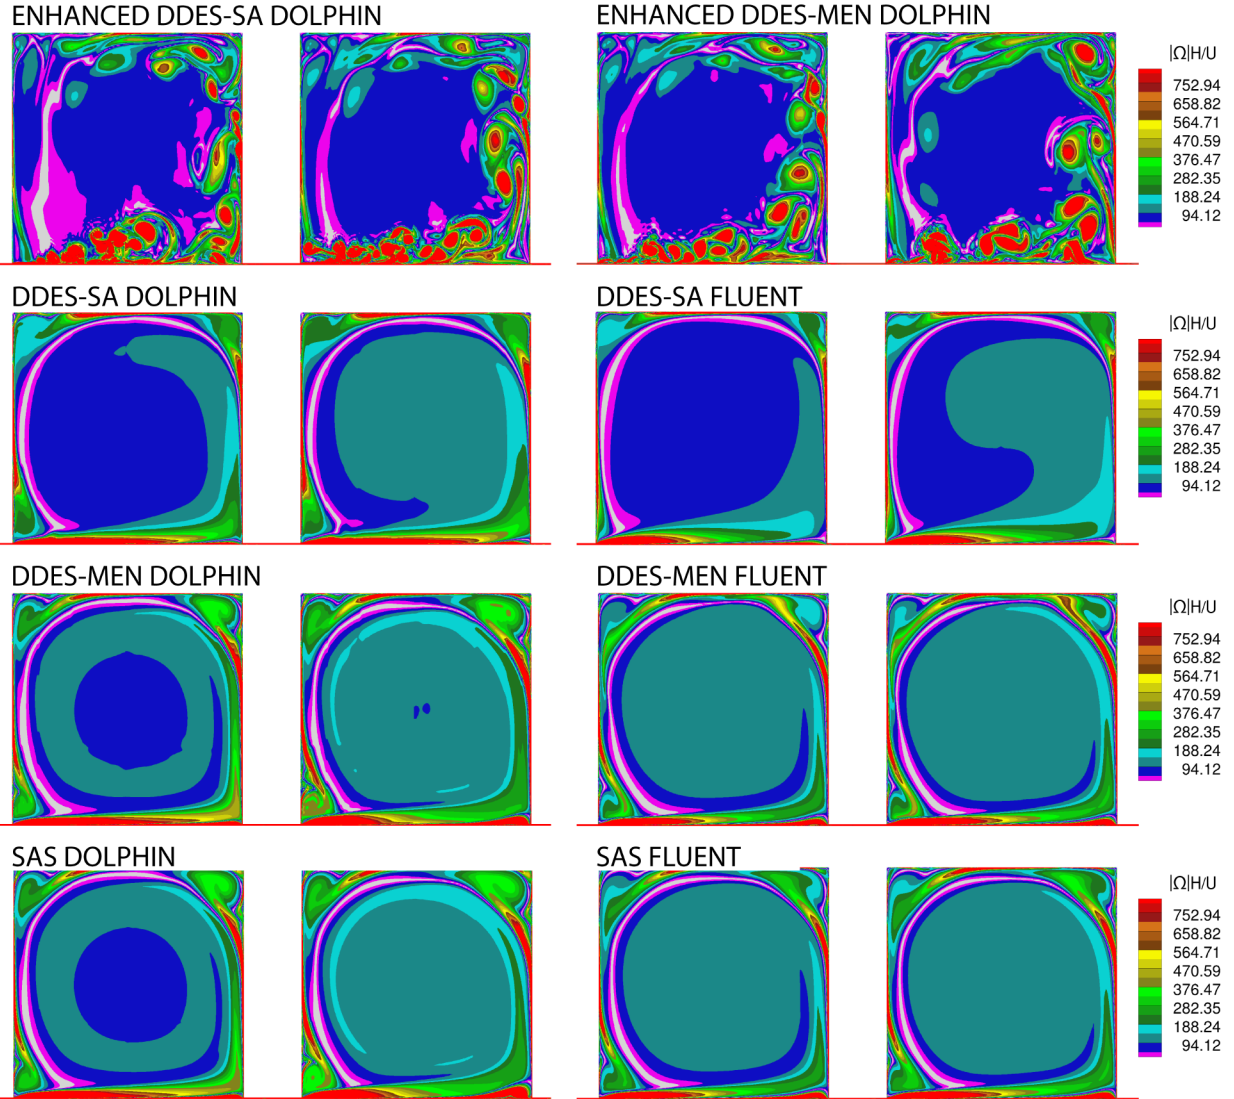 ENHANCED DDES-SA DOLPHIN
ENHANCED DDES-MEN DOLPHIN
|Ω|H/U
752.94
658.82
564.71
470.59
376.47
282.35
188.24
94.12
DDES-SA DOLPHIN
DDES-SA FLUENT
|Ω|H/U
752.94
658.82
564.71
470.59
376.47
282.35
188.24
94.12
DDES-MEN DOLPHIN
DDES-MEN FLUENT
|Ω|H/U
752.94
658.82
564.71
470.59
376.47
282.35
188.24
94.12
SAS DOLPHIN
SAS FLUENT
|Ω|H/U
752.94
658.82
564.71
470.59
376.47
282.35
188.24
94.12